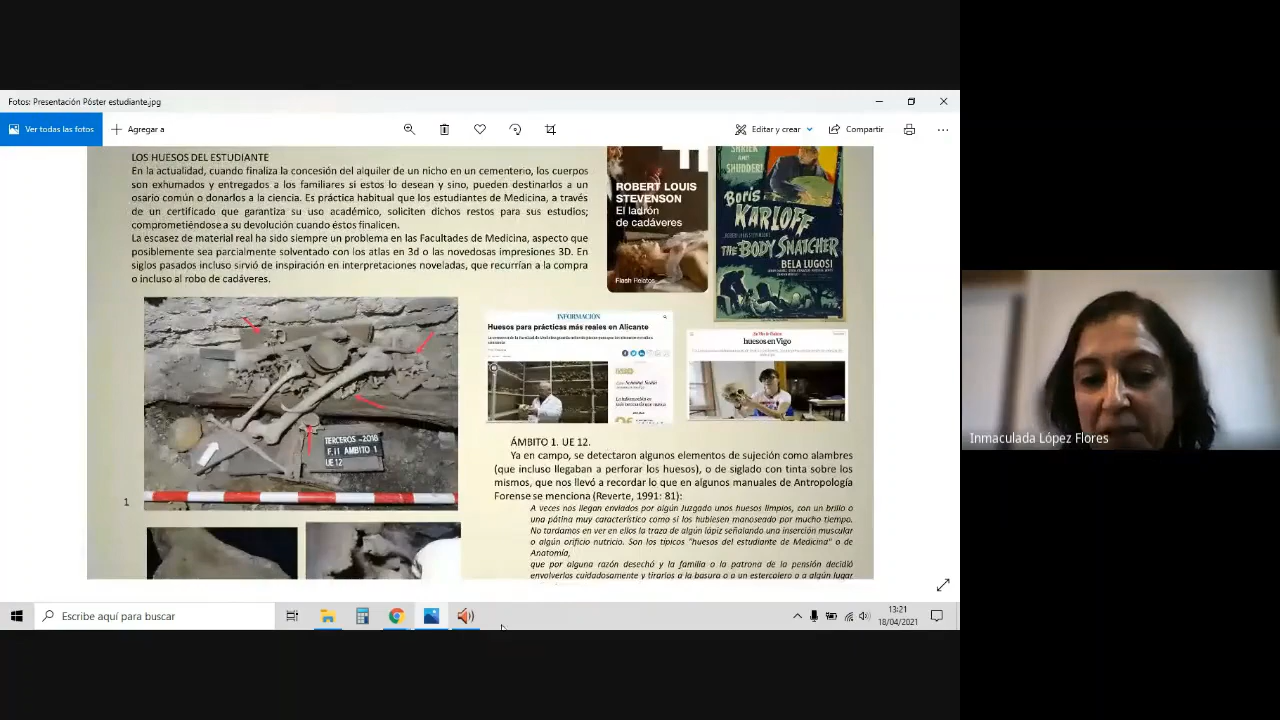 Fotos: Presentación Póster estudiante.jpg
Ver todas las fotos
Agregar a
Editar y crear
Compartir
LOS HUESOS DEL ESTUDIANTE
En la actualidad, cuando finaliza la concesión del alquiler de un nicho en un cementerio, los cuerpos
son exhumados y entregados a los familiares si estos lo desean y sino, pueden destinarlos a un
osario común o donarlos a la ciencia. Es práctica habitual que los estudiantes de Medicina, a través
de un certificado que garantiza su uso académico, soliciten dichos restos para sus estudios;
comprometiéndose a su devolución cuando éstos finalicen.
La escasez de material real ha sido siempre un problema en las Facultades de Medicina, aspecto que
posiblemente sea parcialmente solventado con los atlas en 3d o las novedosas impresiones 3D. En
siglos pasados incluso sirvió de inspiración en interpretaciones noveladas, que recurrían a la compra
o incluso al robo de cadáveres.
ROBERT LOUIS
STEVENSON
El ladrón
de cadáveres
Flash Relatos
SHRIEK
AND
SHUDDER!
Boris
KARLOFF
THE BODY SNATCHER
BELA LUGOSI
INFORMACIÓN
Huesos para prácticas más reales en Alicante
huesos en Vigo
TERCEROS -2018
F.II AMBITO 1
UE 12
1
ÁMBITO 1. UE 12.
Ya en campo, se detectaron algunos elementos de sujeción como alambres
(que incluso llegaban a perforar los huesos), o de siglado con tinta sobre los
mismos, que nos llevó a recordar lo que en algunos manuales de Antropología
Forense se menciona (Reverte, 1991: 81):
A veces nos llegan enviados por algún Juzgado unos huesos limpios, con un brillo o
una pátina muy característico como si los hubiesen manoseado por mucho tiempo.
No tardamos en ver en ellos la traza de algún lápiz señalando una inserción muscular
o algún orificio nutricio. Son los típicos "huesos del estudiante de Medicina" o de
Anatomía,
que por alguna razón desechó y la familia o la patrona de la pensión decidió
envolverlos cuidadosamente y tirarlos a la basura o a un estercolero o a algún lugar
Inmaculada López Flores
Escribe aquí para buscar
13:21
18/04/2021